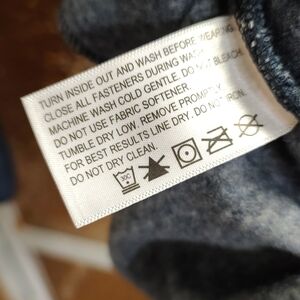 TURN INSIDE OUT AND WASH BEFORE WEARING.
CLOSE ALL FASTENERS DURING WASH.
MACHINE WASH COLD GENTLE. DO NOT BLEACH.
DO NOT USE FABRIC SOFTENER.
TUMBLE DRY LOW. REMOVE PROMPTLY.
FOR BEST RESULTS LINE DRY. DO NOT IRON.
DO NOT DRY CLEAN.
30C